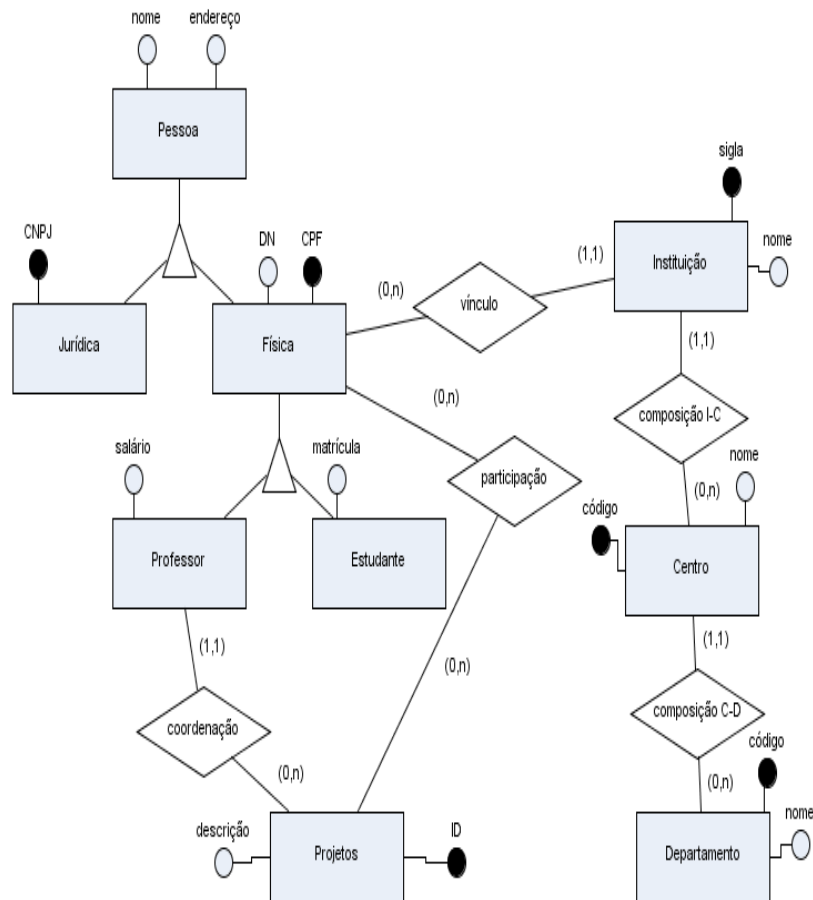 nome
endereço
Pessoa
sigla
CNPJ
DN
CPF
(1,1)
nome
Instituição
(0,n)
vínculo
Jurídica
Física
(1,1)
(0,n)
composição I-C
salário
matrícula
participação
nome
(0,n)
código
Professor
Estudante
Centro
(1,1)
(1,1)
(0,n)
composição C-D
coordenação
código
(0,n)
(0,n)
nome
descrição
ID
Projetos
Departamento